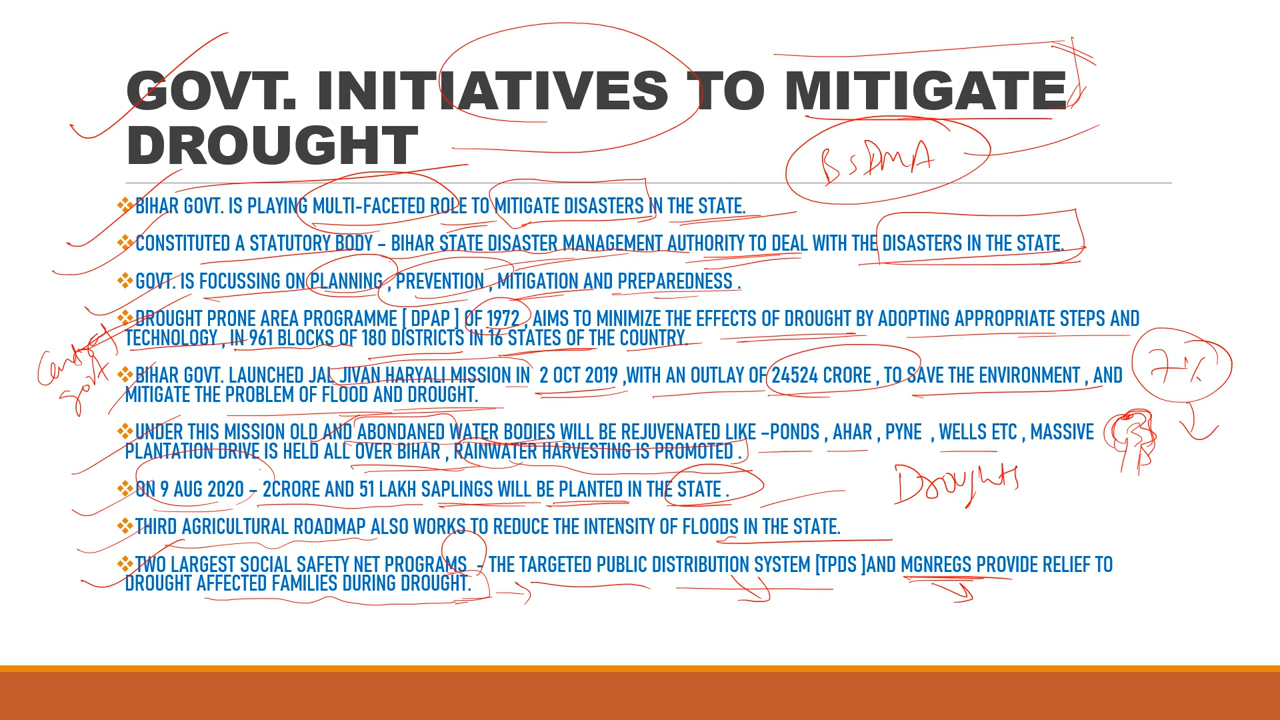 GOVT. INITIATIVES TO MITIGATE
DROUGHT
BSDMA
BIHAR GOVT. IS PLAYING MULTI-FACETED ROLE TO MITIGATE DISASTERS IN THE STATE.
CONSTITUTED A STATUTORY BODY – BIHAR STATE DISASTER MANAGEMENT AUTHORITY TO DEAL WITH THE DISASTERS IN THE STATE.
GOVT. IS FOCUSSING ON PLANNING , PREVENTION , MITIGATION AND PREPAREDNESS .
DROUGHT PRONE AREA PROGRAMME [ DPAP ] OF 1972 , AIMS TO MINIMIZE THE EFFECTS OF DROUGHT BY ADOPTING APPROPRIATE STEPS AND
TECHNOLOGY , IN 961 BLOCKS OF 180 DISTRICTS IN 16 STATES OF THE COUNTRY.
Central
govt
BIHAR GOVT. LAUNCHED JAL JIVAN HARYALI MISSION IN 2 OCT 2019 ,WITH AN OUTLAY OF 24524 CRORE , TO SAVE THE ENVIRONMENT , AND
MITIGATE THE PROBLEM OF FLOOD AND DROUGHT.
7%
UNDER THIS MISSION OLD AND ABONDANED WATER BODIES WILL BE REJUVENATED LIKE –PONDS , AHAR , PYNE , WELLS ETC , MASSIVE
PLANTATION DRIVE IS HELD ALL OVER BIHAR , RAINWATER HARVESTING IS PROMOTED .
ON 9 AUG 2020 – 2CRORE AND 51 LAKH SAPLINGS WILL BE PLANTED IN THE STATE .
Droughts
THIRD AGRICULTURAL ROADMAP ALSO WORKS TO REDUCE THE INTENSITY OF FLOODS IN THE STATE.
TWO LARGEST SOCIAL SAFETY NET PROGRAMS - THE TARGETED PUBLIC DISTRIBUTION SYSTEM [TPDS ]AND MGNREGS PROVIDE RELIEF TO
DROUGHT AFFECTED FAMILIES DURING DROUGHT.